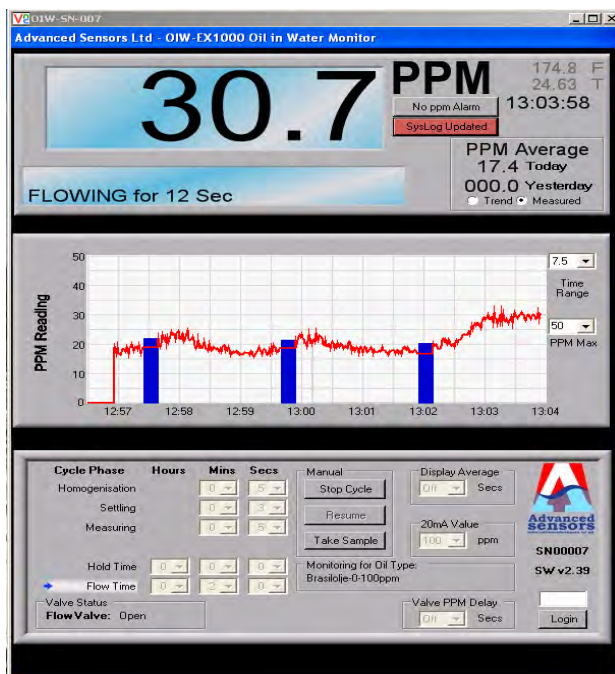 OIW-SN-007
Advanced Sensors Ltd - OIW-EX1000 Oil in Water Monitor
30.7 PPM
174.8 F
24.63 T
No ppm Alarm
13:03:58
SysLog Updated
PPM Average
17.4 Today
000.0 Yesterday
Trend Measured
FLOWING for 12 Sec
PPM Reading
50
40
30
20
10
0
12:57 12:58 12:59 13:00 13:01 13:02 13:03 13:04
7.5
Time
Range
50
PPM Max
Cycle Phase Hours Mins Secs
Homogenisation 0 5
Settling 0 3
Measuring 0 5
Hold Time 0 0 0
Flow Time 0 2 0
Valve Status
FlowValve: Open
Manual
Stop Cycle
Resume
Take Sample
Monitoring for Oil Type:
Brasilolje-0-100ppm
Display Average
Off Secs
20mA Value
100 ppm
Valve PPM Delay
Off Secs
Advanced
sensors
SN00007
SW v2.39
Login